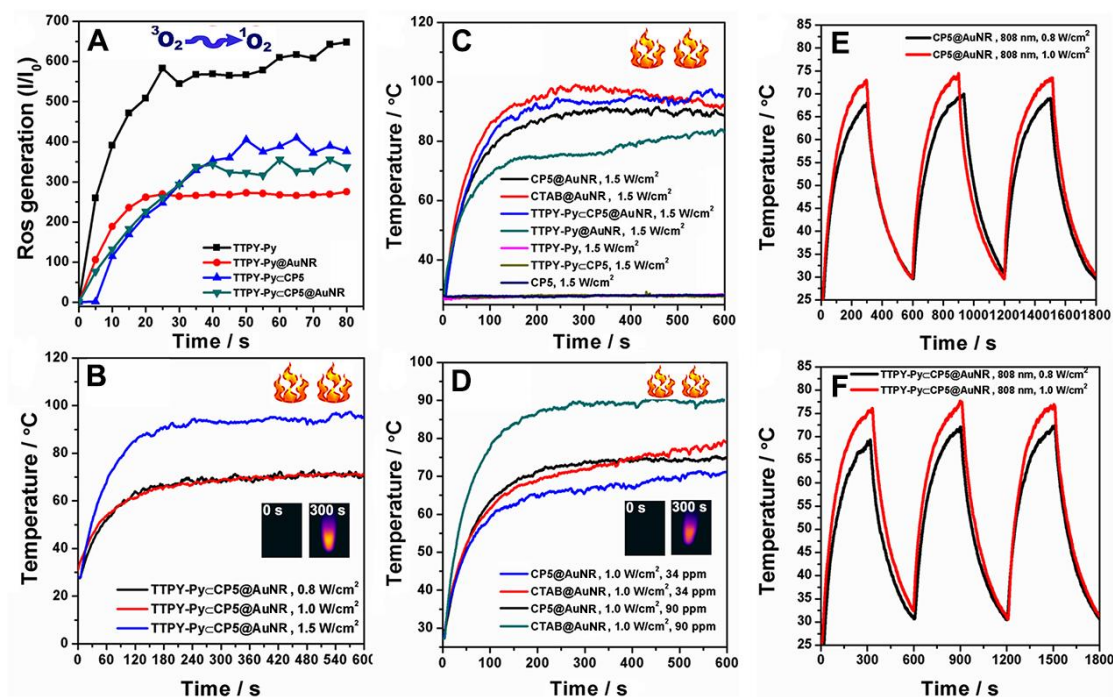 A
³O₂ ¹O₂
Ros generation (I/I₀)
700
600
500
400
300
200
100
0
TTPY-Py
TTPY-Py@AuNR
TTPY-Py⊂CP5
TTPY-Py⊂CP5@AuNR
0 10 20 30 40 50 60 70 80
Time / s
C
Temperature / °C
120
100
80
60
40
CP5@AuNR, 1.5 W/cm²
CTAB@AuNR, 1.5 W/cm²
TTPY-Py⊂CP5@AuNR, 1.5 W/cm²
TTPY-Py@AuNR, 1.5 W/cm²
TTPY-Py, 1.5 W/cm²
TTPY-Py⊂CP5, 1.5 W/cm²
CP5, 1.5 W/cm²
0 100 200 300 400 500 600
Time / s
E
CP5@AuNR, 808 nm, 0.8 W/cm²
CP5@AuNR, 808 nm, 1.0 W/cm²
Temperature / °C
85
75
65
55
45
35
25
0 200 400 600 800 1000 1200 1400 1600 1800
Time / s
B
Temperature / °C
120
100
80
60
40
20
0
0 s 300 s
TTPY-Py⊂CP5@AuNR, 0.8 W/cm²
TTPY-Py⊂CP5@AuNR, 1.0 W/cm²
TTPY-Py⊂CP5@AuNR, 1.5 W/cm²
0 60 120 180 240 300 360 420 480 540 600
Time / s
D
Temperature / °C
100
90
80
70
60
50
40
30
0 s 300 s
CP5@AuNR, 1.0 W/cm², 34 ppm
CTAB@AuNR, 1.0 W/cm², 34 ppm
CP5@AuNR, 1.0 W/cm², 90 ppm
CTAB@AuNR, 1.0 W/cm², 90 ppm
0 100 200 300 400 500 600
Time / s
F
TTPY-Py⊂CP5@AuNR, 808 nm, 0.8 W/cm²
TTPY-Py⊂CP5@AuNR, 808 nm, 1.0 W/cm²
Temperature / °C
85
75
65
55
45
35
25
0 300 600 900 1200 1500 1800
Time / s